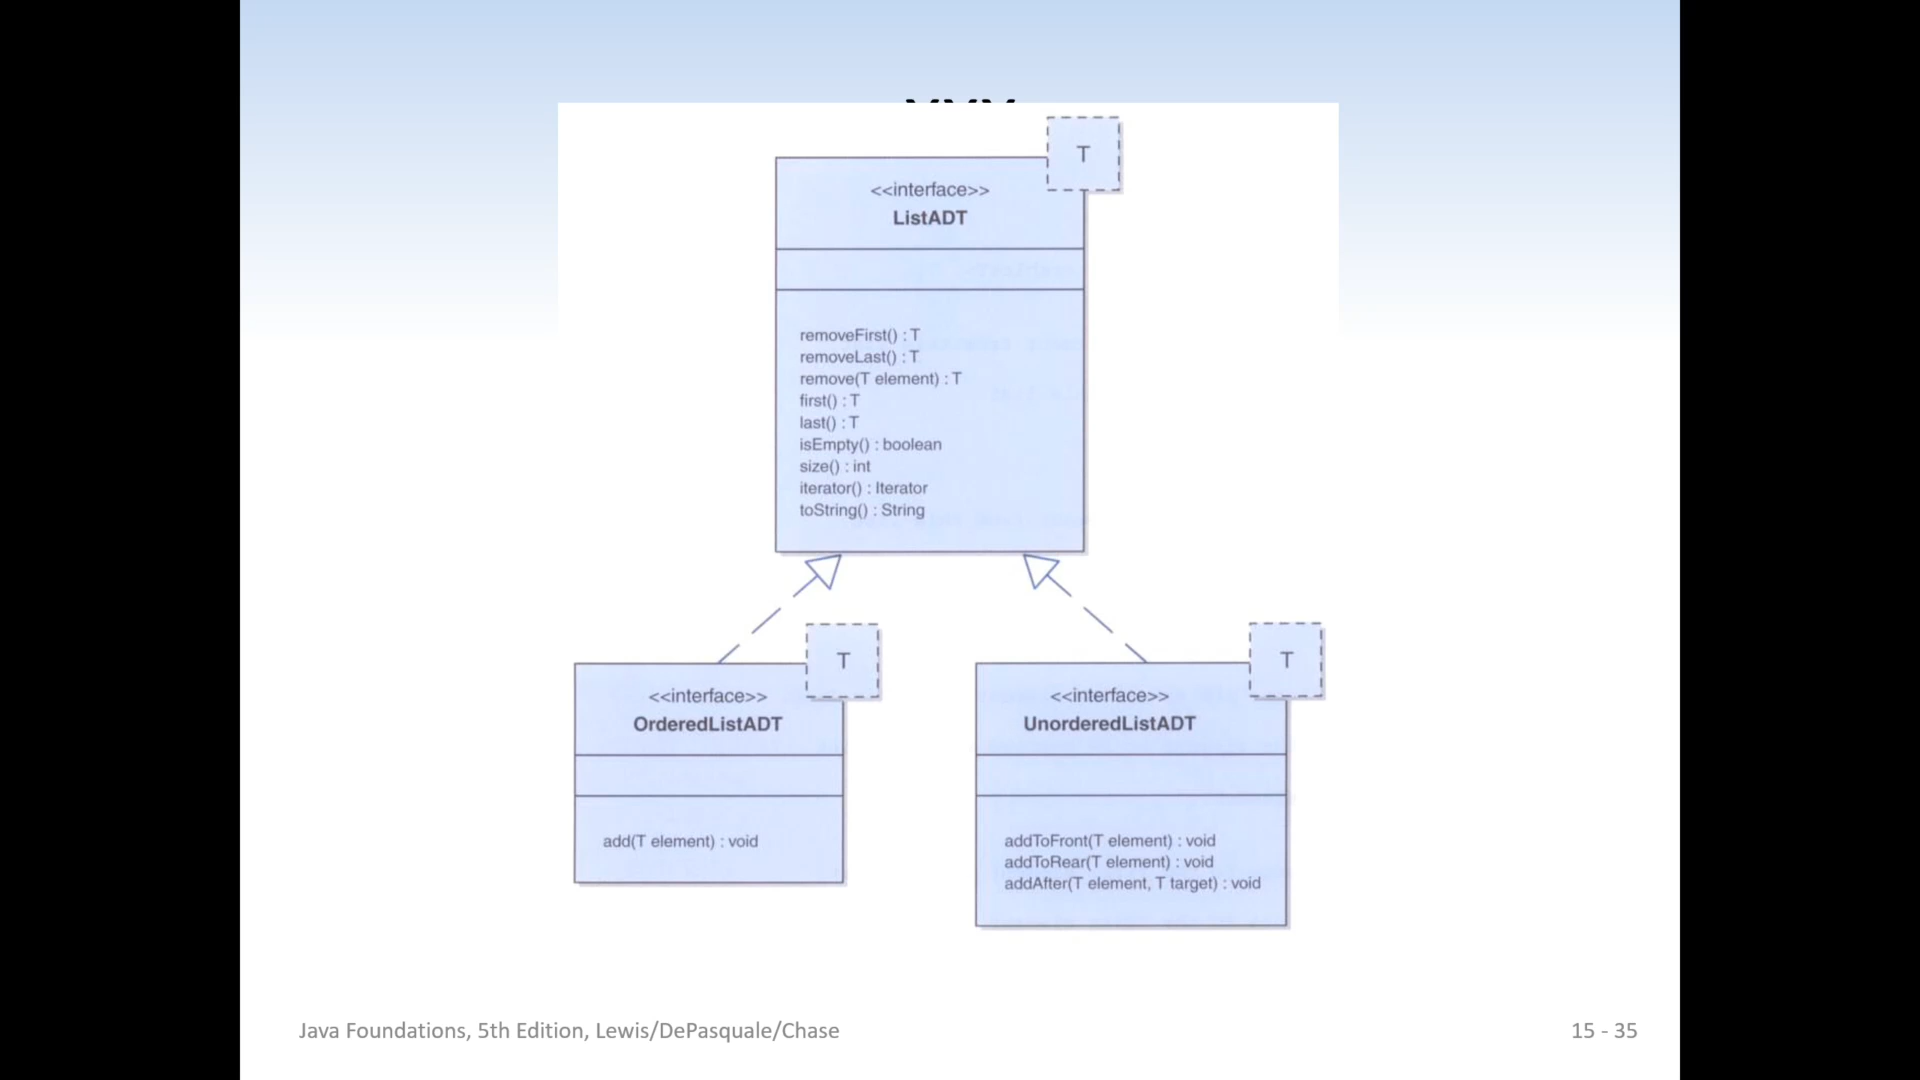 T
<<interface>>
ListADT
removeFirst() : T
removeLast() : T
remove(T element) : T
first() : T
last() : T
isEmpty() : boolean
size() : int
iterator() : Iterator
toString() : String
T
<<interface>>
OrderedListADT
add(T element) : void
T
<<interface>>
UnorderedListADT
addToFront(T element) : void
addToRear(T element) : void
addAfter(T element, T target) : void
Java Foundations, 5th Edition, Lewis/DePasquale/Chase
15 - 35